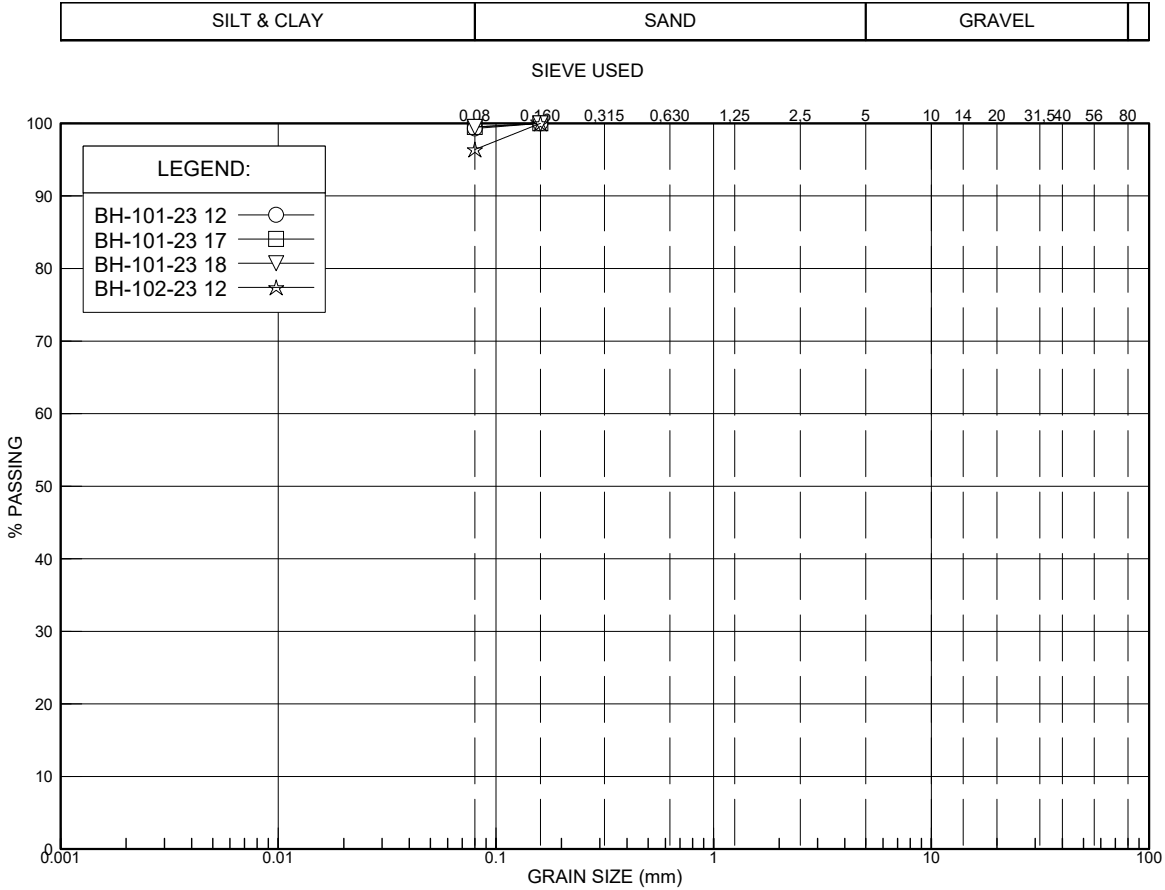 SILT & CLAY SAND GRAVEL
SIEVE USED
0,08 0,160 0,315 0,630 1,25 2,5 5 10 14 20 31,5 40 56 80
100
LEGEND:
90
BH-101-23 12
BH-101-23 17
BH-101-23 18
80
BH-102-23 12
70
60
50
% PASSING
40
30
20
10
0
0.001 0.01 0.1 1 10 100
GRAIN SIZE (mm)